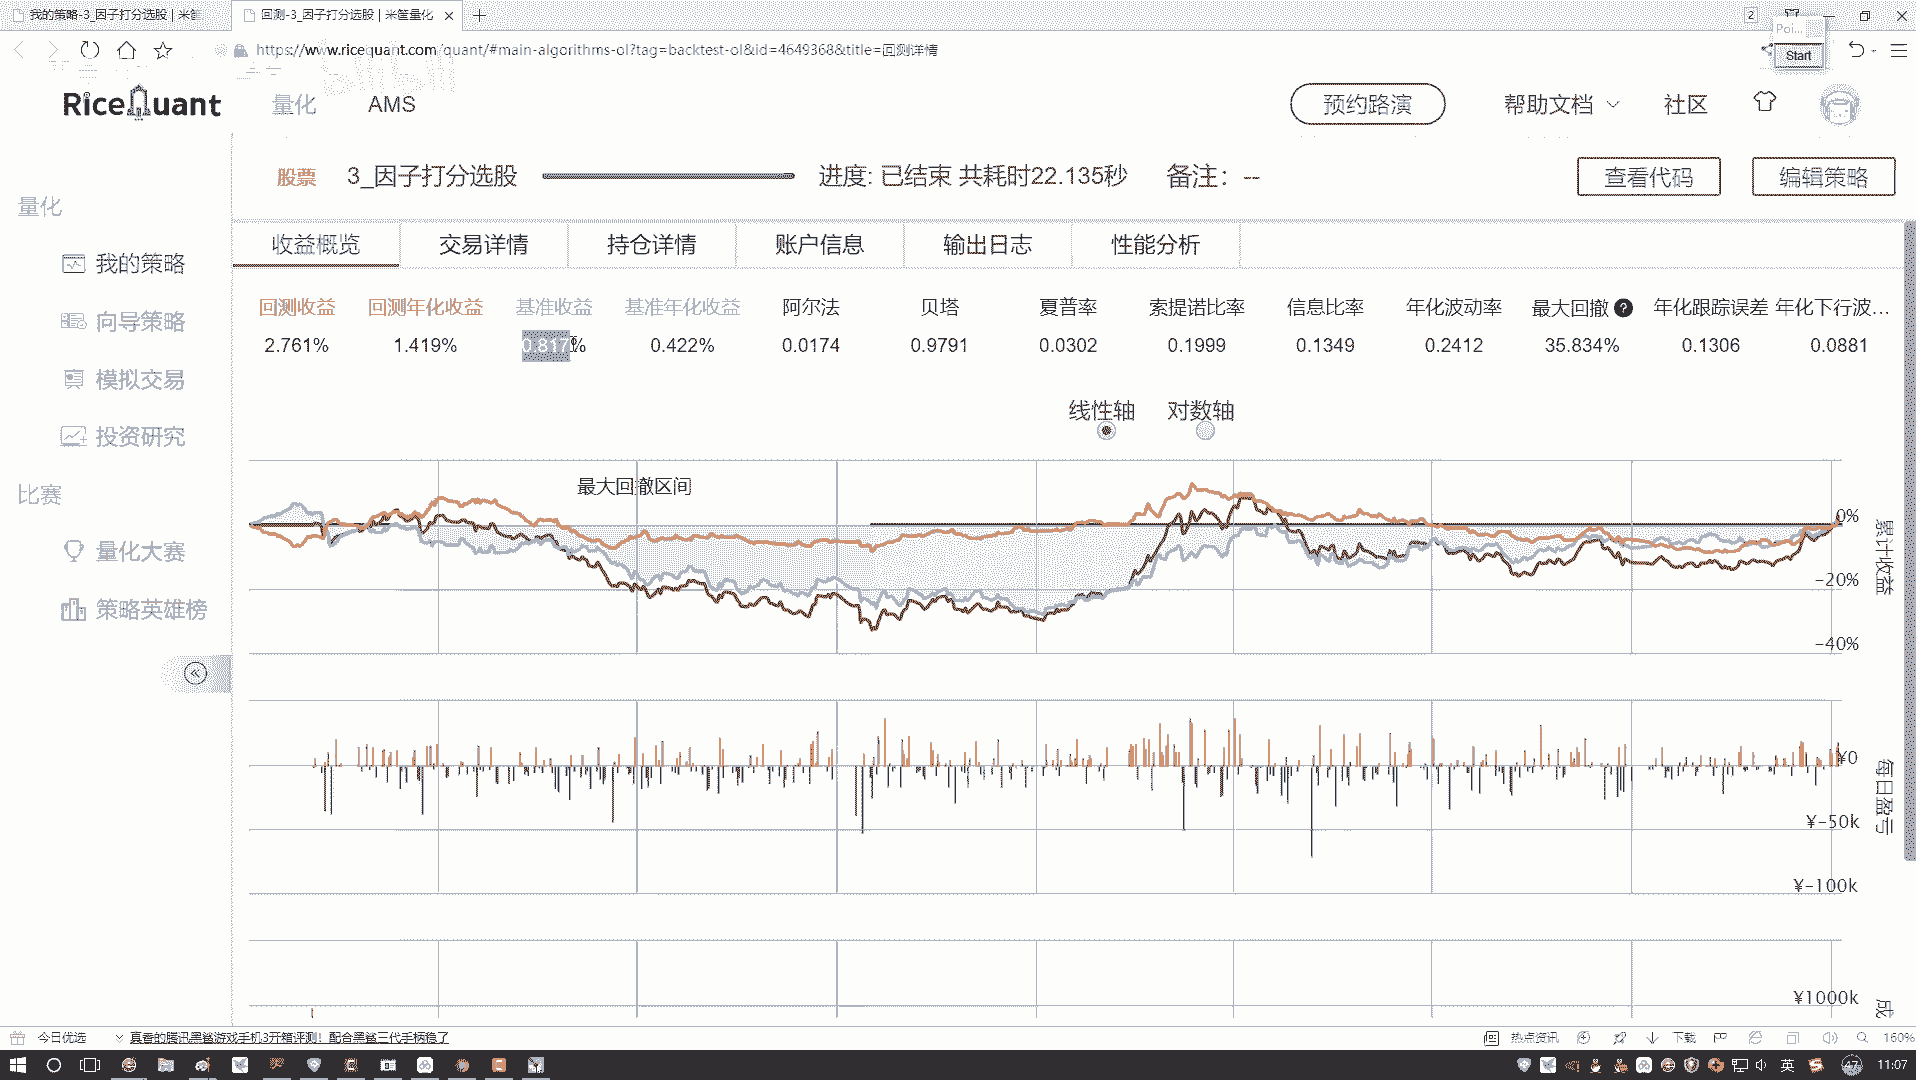 我的策略-3_因子打分选股 | 米筐
回测-3_因子打分选股 | 米筐量化
2
https://www.ricequant.com/quant/#main-algorithms-ol?tag=backtest-ol&id=4649368&title=回测详情
Poi...
Start
RiceQuant
量化
AMS
预约路演
帮助文档
社区
股票
3_因子打分选股
进度: 已结束 共耗时22.135秒
备注: --
查看代码
编辑策略
量化
我的策略
向导策略
模拟交易
投资研究
比赛
量化大赛
策略英雄榜
收益概览 交易详情 持仓详情 账户信息 输出日志 性能分析
回测收益 回测年化收益 基准收益 基准年化收益 阿尔法 贝塔 夏普率 索提诺比率 信息比率 年化波动率 最大回撤 ? 年化跟踪误差 年化下行波...
2.761% 1.419% 0.817% 0.422% 0.0174 0.9791 0.0302 0.1999 0.1349 0.2412 35.834% 0.1306 0.0881
线性轴 对数轴
最大回撤区间
0%
-20%
-40%
累计收益
¥0
¥-50k
¥-100k
每日盈亏
¥1000k
成
今日优选
真香的腾讯黑鲨游戏手机3开箱评测! 配合黑鲨三代手柄稳了
热点资讯
下载
160%
英
47
11:07